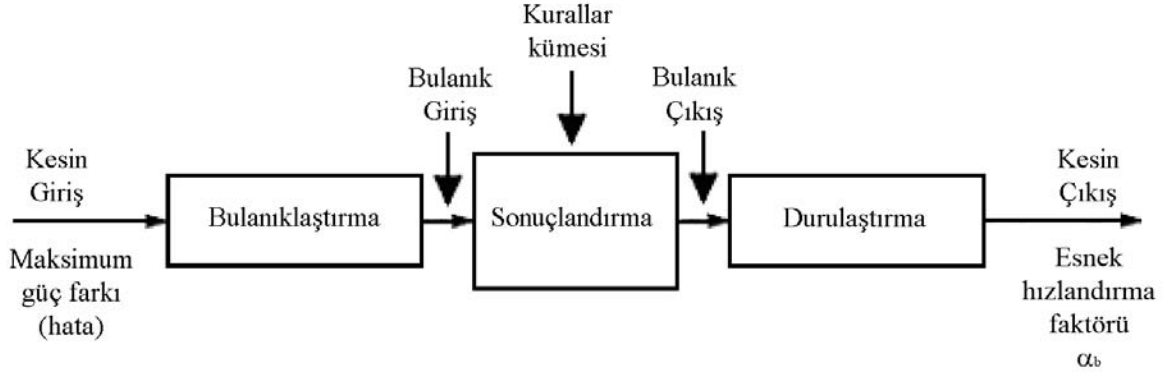 Kurallar
kümesi
Bulanık
Giriş
Bulanık
Çıkış
Kesin
Giriş
Kesin
Çıkış
Bulanıklaştırma
Sonuçlandırma
Durulaştırma
Maksimum
güç farkı
(hata)
Esnek
hızlandırma
faktörü
αb